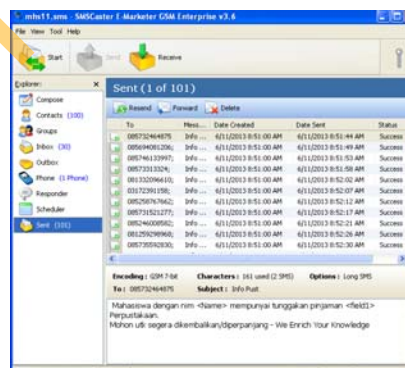 mhs11.sms - SMSCaster E-Marketer GSM Enterprise v3.6
File View Tool Help
Start Send Receive
Explorer: x
Compose
Contacts (100)
Groups
Inbox (30)
Outbox
Phone (1 Phone)
Responder
Scheduler
Sent (101)
Sent (1 of 101)
Resend Forward Delete
To Mess... Date Created Date Sent Status
085732464875 Info ... 6/11/2013 8:51:00 AM 6/11/2013 8:51:44 AM Success
085694081206; Info ... 6/11/2013 8:51:00 AM 6/11/2013 8:51:49 AM Success
085746133997; Info ... 6/11/2013 8:51:00 AM 6/11/2013 8:51:53 AM Success
08573313324; Info ... 6/11/2013 8:51:00 AM 6/11/2013 8:51:58 AM Success
081332096610; Info ... 6/11/2013 8:51:00 AM 6/11/2013 8:52:02 AM Success
03172391158; Info ... 6/11/2013 8:51:00 AM 6/11/2013 8:52:07 AM Success
085258767662; Info ... 6/11/2013 8:51:00 AM 6/11/2013 8:52:12 AM Success
085731521277; Info ... 6/11/2013 8:51:00 AM 6/11/2013 8:52:17 AM Success
085246008582; Info ... 6/11/2013 8:51:00 AM 6/11/2013 8:52:21 AM Success
081259298968; Info ... 6/11/2013 8:51:00 AM 6/11/2013 8:52:26 AM Success
085735592830; Info ... 6/11/2013 8:51:00 AM 6/11/2013 8:52:30 AM Success
Encoding : GSM 7-bit Characters : 161 used (2 SMS) Options : Long SMS
To : 085732464875 Subject : Info Pust
Mahasiswa dengan nim <Name> mempunyai tunggakan pinjaman <field1>
Perpustakaan.
Mohon utk segera dikembalikan/diperpanjang - We Enrich Your Knowledge